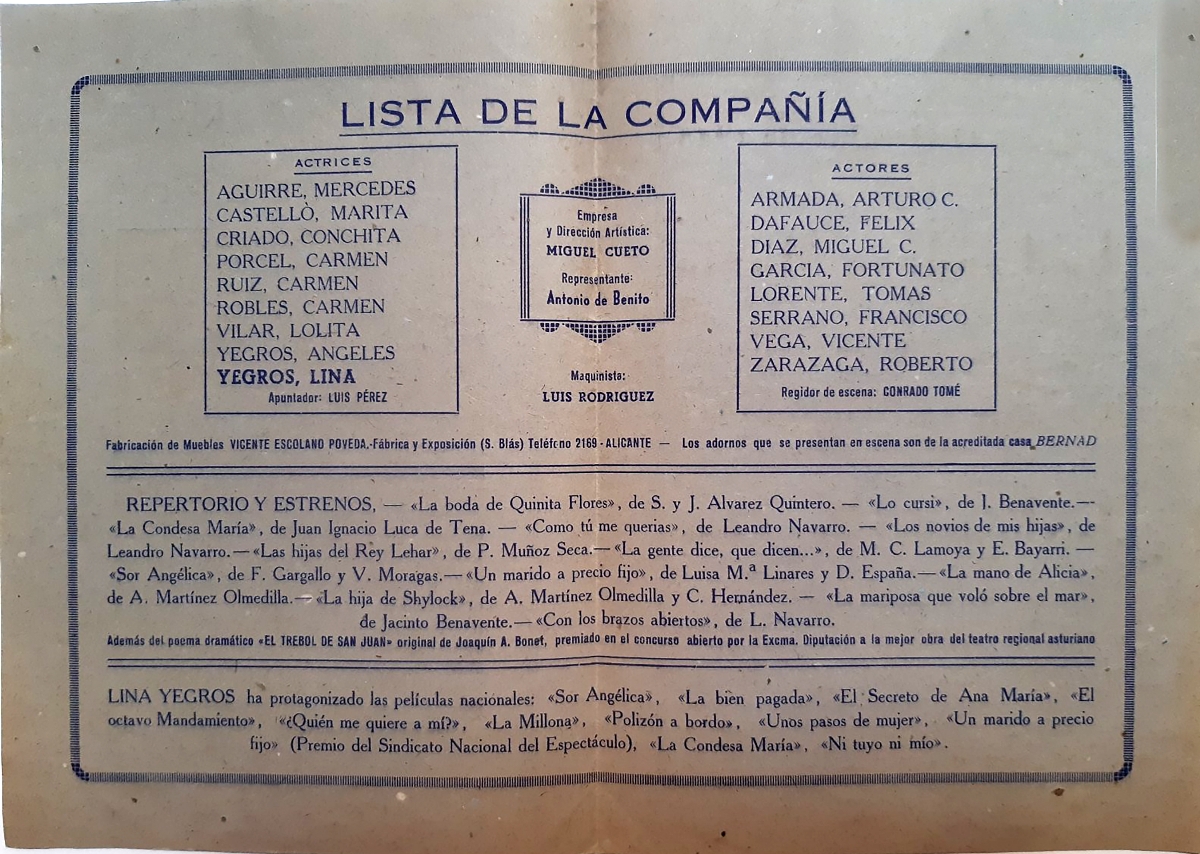 LISTA DE LA COMPAÑÍA
ACTRICES
AGUIRRE, MERCEDES
CASTELLÒ, MARITA
CRIADO, CONCHITA
PORCEL, CARMEN
RUIZ, CARMEN
ROBLES, CARMEN
VILAR, LOLITA
YEGROS, ANGELES
YEGROS, LINA
Apuntador: LUIS PÉREZ
Empresa
y Dirección Artística:
MIGUEL CUETO
Representante:
Antonio de Benito
Maquinista:
LUIS RODRIGUEZ
ACTORES
ARMADA, ARTURO C.
DAFAUCE, FELIX
DIAZ, MIGUEL C.
GARCIA, FORTUNATO
LORENTE, TOMAS
SERRANO, FRANCISCO
VEGA, VICENTE
ZARAZAGA, ROBERTO
Regidor de escena: CONRADO TOMÉ
Fabricación de Muebles VICENTE ESCOLANO POVEDA.-Fábrica y Exposición (S. Blás) Teléfono 2169 - ALICANTE — Los adornos que se presentan en escena son de la acreditada casa BERNAD
REPERTORIO Y ESTRENOS, — «La boda de Quinita Flores», de S. y J. Alvarez Quintero. — «Lo cursi», de J. Benavente.—
«La Condesa María», de Juan Ignacio Luca de Tena. — «Como tú me querias», de Leandro Navarro. — «Los novios de mis hijas», de
Leandro Navarro.— «Las hijas del Rey Lehar», de P. Muñoz Seca.— «La gente dice, que dicen...», de M. C. Lamoya y E. Bayarri. —
«Sor Angélica», de F. Gargallo y V. Moragas.— «Un marido a precio fijo», de Luisa M.ª Linares y D. España.— «La mano de Alicia»,
de A. Martínez Olmedilla.— «La hija de Shylock», de A. Martínez Olmedilla y C. Hernández. — «La mariposa que voló sobre el mar»,
de Jacinto Benavente.— «Con los brazos abiertos», de L. Navarro.
Además del poema dramático «EL TREBOL DE SAN JUAN» original de Joaquín A. Bonet, premiado en el concurso abierto por la Excma. Diputación a la mejor obra del teatro regional asturiano
LINA YEGROS ha protagonizado las películas nacionales: «Sor Angélica», «La bien pagada», «El Secreto de Ana María», «El
octavo Mandamiento», «¿Quién me quiere a mí?», «La Millona», «Polizón a bordo», «Unos pasos de mujer», «Un marido a precio
fijo» (Premio del Sindicato Nacional del Espectáculo), «La Condesa María», «Ni tuyo ni mío».